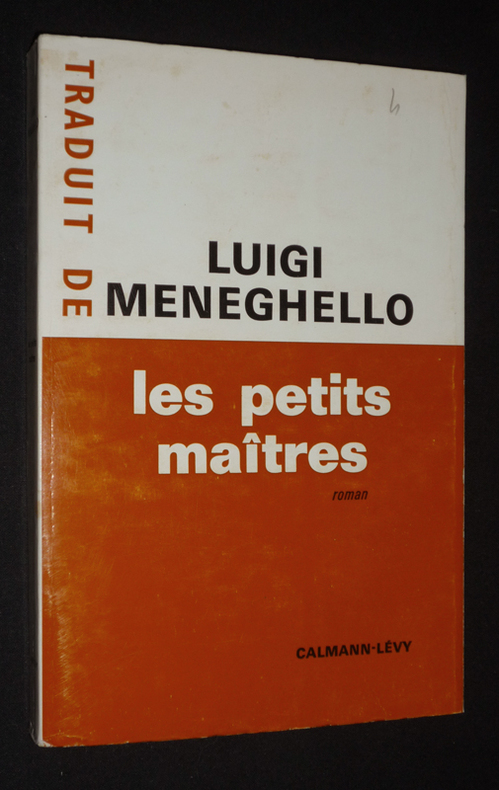 TRADUIT DE
LUIGI
MENEGHELLO
les petits
maîtres
roman
CALMANN-LÉVY